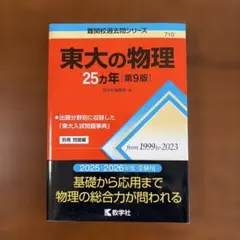 難関校過去問シリーズ
710
東大の物理
25カ年[第9版]
●出題分野別に収録した
「東大入試問題事典」
別冊 問題編
from 1999 to 2023
2025・2026年度 受験用
基礎から応用まで
物理の総合力が問われる
教学社